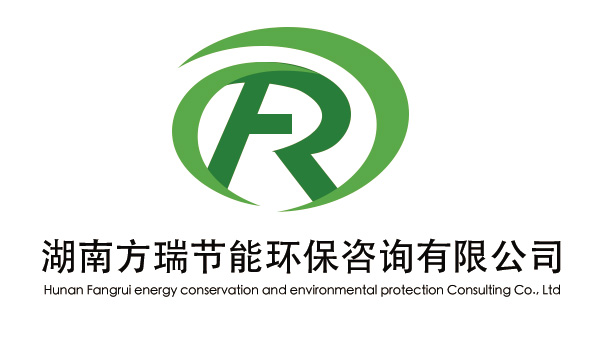 FR
湖南方瑞节能环保咨询有限公司
Hunan Fangrui energy conservation and environmental protection Consulting Co., Ltd